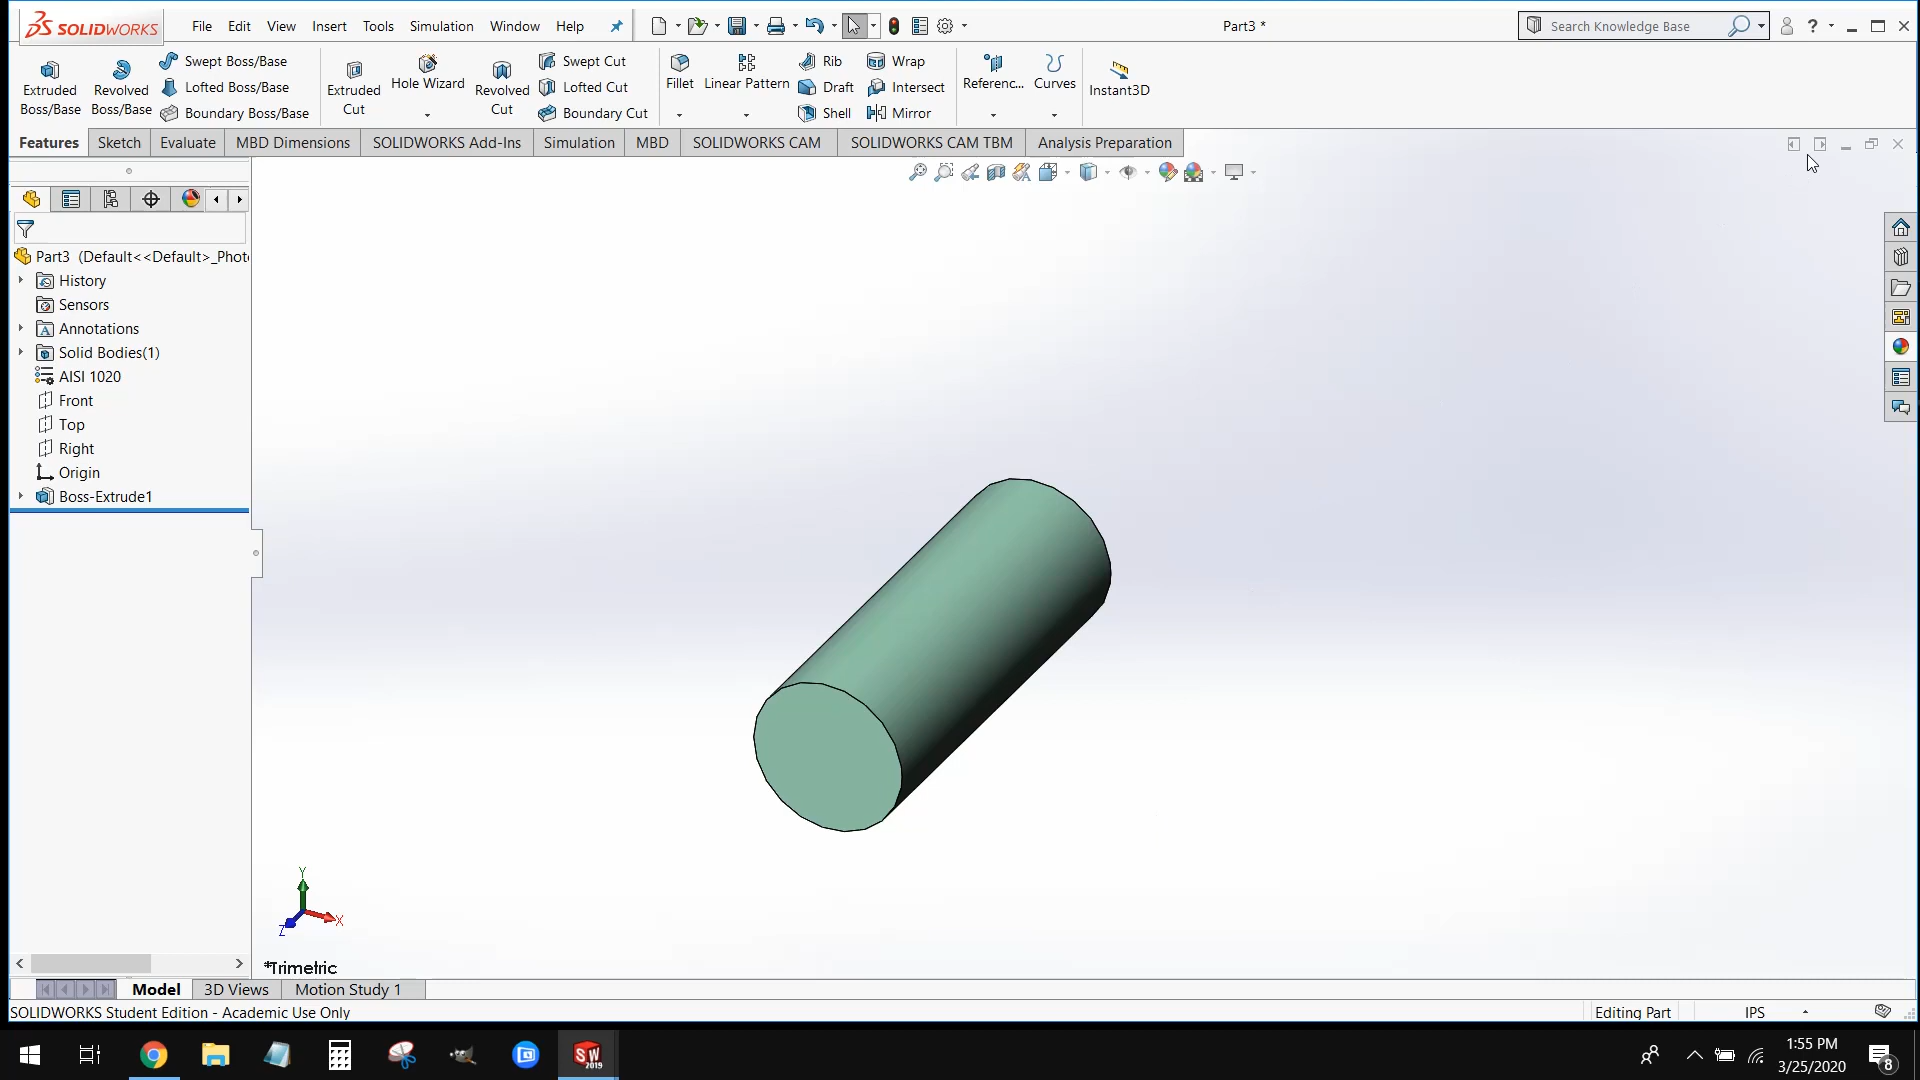 SOLIDWORKS File Edit View Insert Tools Simulation Window Help Part3 * Search Knowledge Base ?
Extruded Boss/Base
Revolved Boss/Base
Swept Boss/Base
Lofted Boss/Base
Boundary Boss/Base
Extruded Cut
Hole Wizard
Revolved Cut
Swept Cut
Lofted Cut
Boundary Cut
Fillet
Linear Pattern
Rib
Draft
Shell
Wrap
Intersect
Mirror
Referenc...
Curves
Instant3D
Features Sketch Evaluate MBD Dimensions SOLIDWORKS Add-Ins Simulation MBD SOLIDWORKS CAM SOLIDWORKS CAM TBM Analysis Preparation
Part3 (Default<<Default>_Phot
History
Sensors
A Annotations
Solid Bodies(1)
AISI 1020
Front
Top
Right
Origin
Boss-Extrude1
Y
X
Z
*Trimetric
Model 3D Views Motion Study 1
SOLIDWORKS Student Edition - Academic Use Only Editing Part IPS
SW 2019
1:55 PM
3/25/2020
8